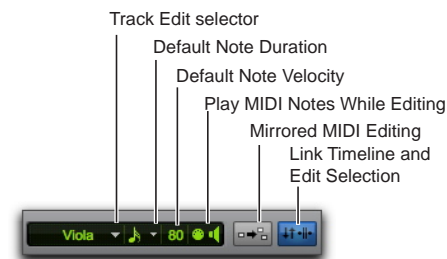 Track Edit selector
Default Note Duration
Default Note Velocity
Play MIDI Notes While Editing
Mirrored MIDI Editing
Link Timeline and
Edit Selection
Viola 80